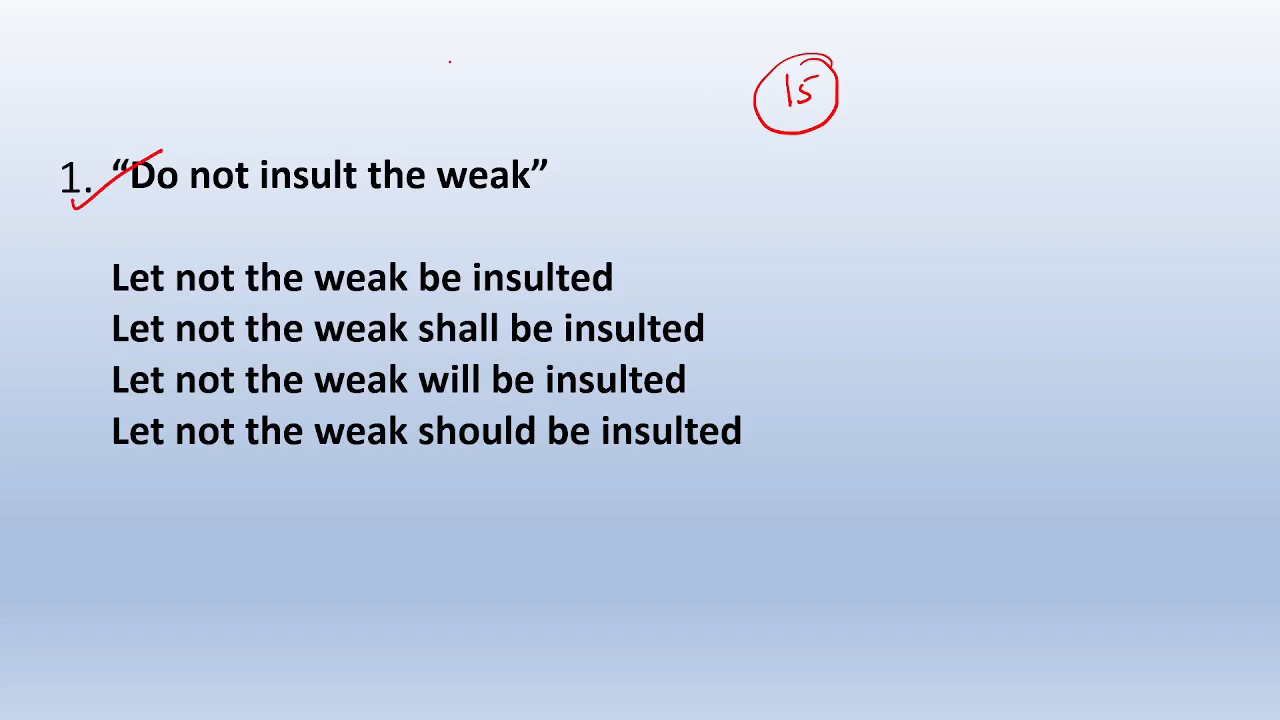 15
1. “Do not insult the weak”
Let not the weak be insulted
Let not the weak shall be insulted
Let not the weak will be insulted
Let not the weak should be insulted